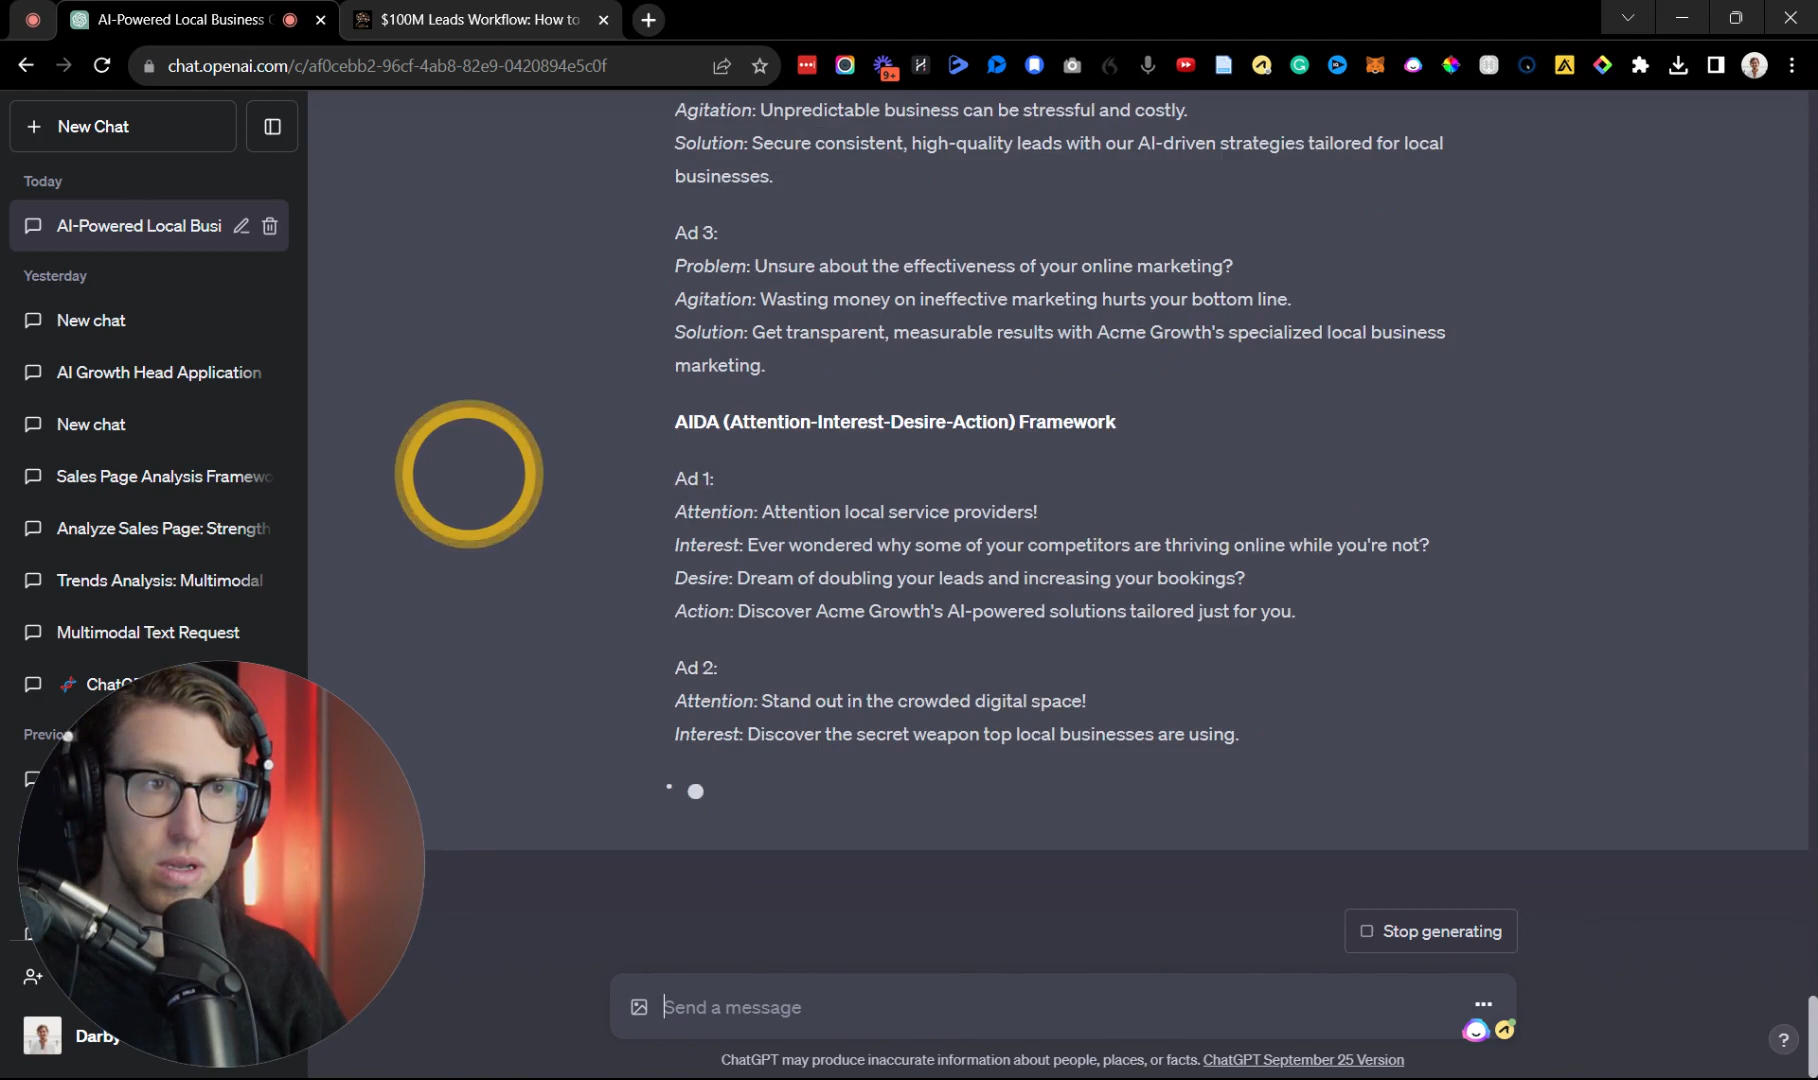 AI-Powered Local Business
$100M Leads Workflow: How to
chat.openai.com/c/af0cebb2-96cf-4ab8-82e9-0420894e5c0f
9+
New Chat
Today
AI-Powered Local Busi
Yesterday
New chat
AI Growth Head Application
New chat
Sales Page Analysis Framewo
Analyze Sales Page: Strength
Trends Analysis: Multimodal
Multimodal Text Request
Darby
Agitation: Unpredictable business can be stressful and costly.
Solution: Secure consistent, high-quality leads with our AI-driven strategies tailored for local
businesses.
Ad 3:
Problem: Unsure about the effectiveness of your online marketing?
Agitation: Wasting money on ineffective marketing hurts your bottom line.
Solution: Get transparent, measurable results with Acme Growth's specialized local business
marketing.
AIDA (Attention-Interest-Desire-Action) Framework
Ad 1:
Attention: Attention local service providers!
Interest: Ever wondered why some of your competitors are thriving online while you're not?
Desire: Dream of doubling your leads and increasing your bookings?
Action: Discover Acme Growth's AI-powered solutions tailored just for you.
Ad 2:
Attention: Stand out in the crowded digital space!
Interest: Discover the secret weapon top local businesses are using.
Stop generating
Send a message
ChatGPT may produce inaccurate information about people, places, or facts. ChatGPT September 25 Version
?